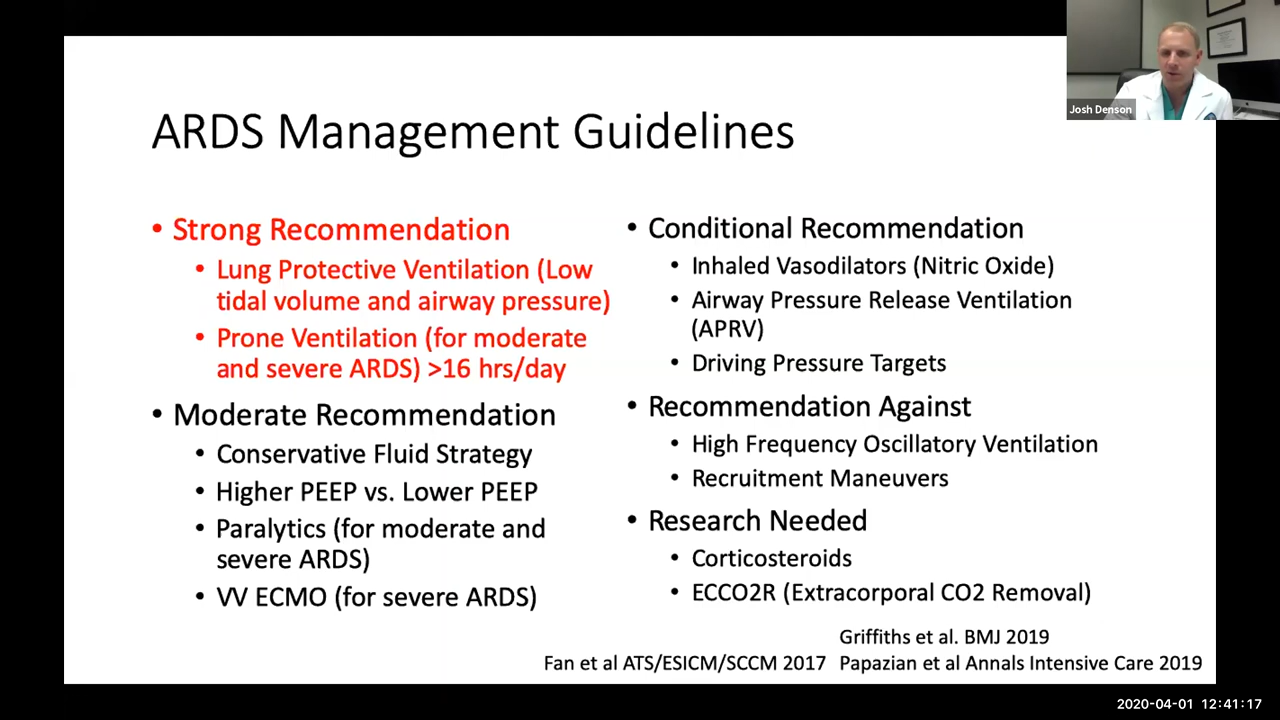 Josh Denson
ARDS Management Guidelines
• Strong Recommendation
• Lung Protective Ventilation (Low
tidal volume and airway pressure)
• Prone Ventilation (for moderate
and severe ARDS) >16 hrs/day
• Moderate Recommendation
• Conservative Fluid Strategy
• Higher PEEP vs. Lower PEEP
• Paralytics (for moderate and
severe ARDS)
• VV ECMO (for severe ARDS)
• Conditional Recommendation
• Inhaled Vasodilators (Nitric Oxide)
• Airway Pressure Release Ventilation
(APRV)
• Driving Pressure Targets
• Recommendation Against
• High Frequency Oscillatory Ventilation
• Recruitment Maneuvers
• Research Needed
• Corticosteroids
• ECCO2R (Extracorporal CO2 Removal)
Griffiths et al. BMJ 2019
Fan et al ATS/ESICM/SCCM 2017 Papazian et al Annals Intensive Care 2019
2020-04-01 12:41:17